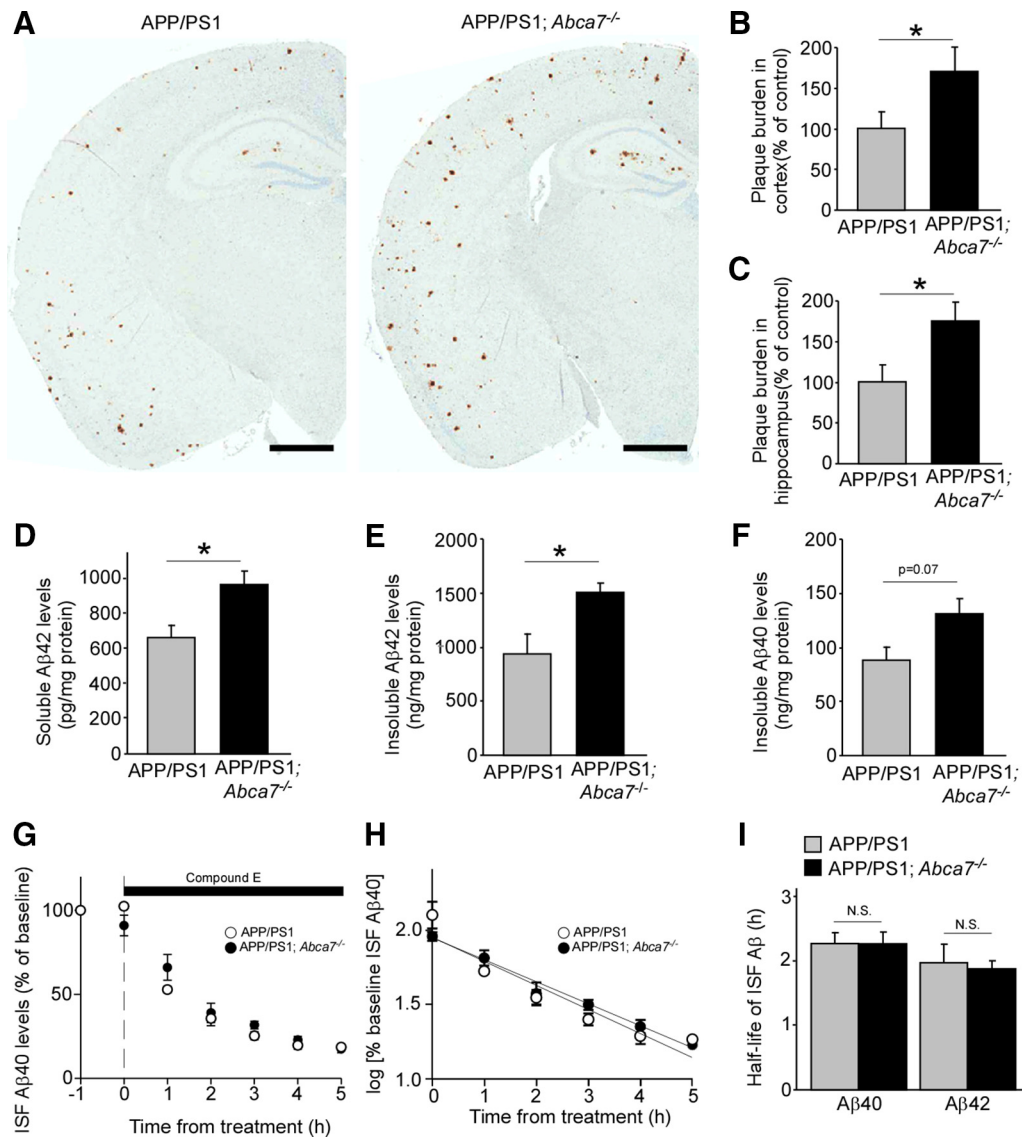 A
APP/PS1
APP/PS1; Abca7-/-
B
Plaque burden in
cortex(% of control)
200
150
100
50
0
*
APP/PS1
APP/PS1;
Abca7-/-
C
Plaque burden in
hippocampus(% of control)
200
150
100
50
0
*
APP/PS1
APP/PS1;
Abca7-/-
D
Soluble Aβ42 levels
(pg/mg protein)
1000
800
600
400
200
0
*
APP/PS1
APP/PS1;
Abca7-/-
E
Insoluble Aβ42 levels
(ng/mg protein)
2000
1500
1000
500
0
*
APP/PS1
APP/PS1;
Abca7-/-
F
Insoluble Aβ40 levels
(ng/mg protein)
200
150
100
50
0
p=0.07
APP/PS1
APP/PS1;
Abca7-/-
G
ISF Aβ40 levels (% of baseline)
100
50
0
Compound E
APP/PS1
APP/PS1; Abca7-/-
-1 0 1 2 3 4 5
Time from treatment (h)
H
log [% baseline ISF Aβ40]
2.0
1.5
1.0
APP/PS1
APP/PS1; Abca7-/-
0 1 2 3 4 5
Time from treatment (h)
I
APP/PS1
APP/PS1; Abca7-/-
Half-life of ISF Aβ (h)
3
2
1
0
N.S.
N.S.
Aβ40
Aβ42